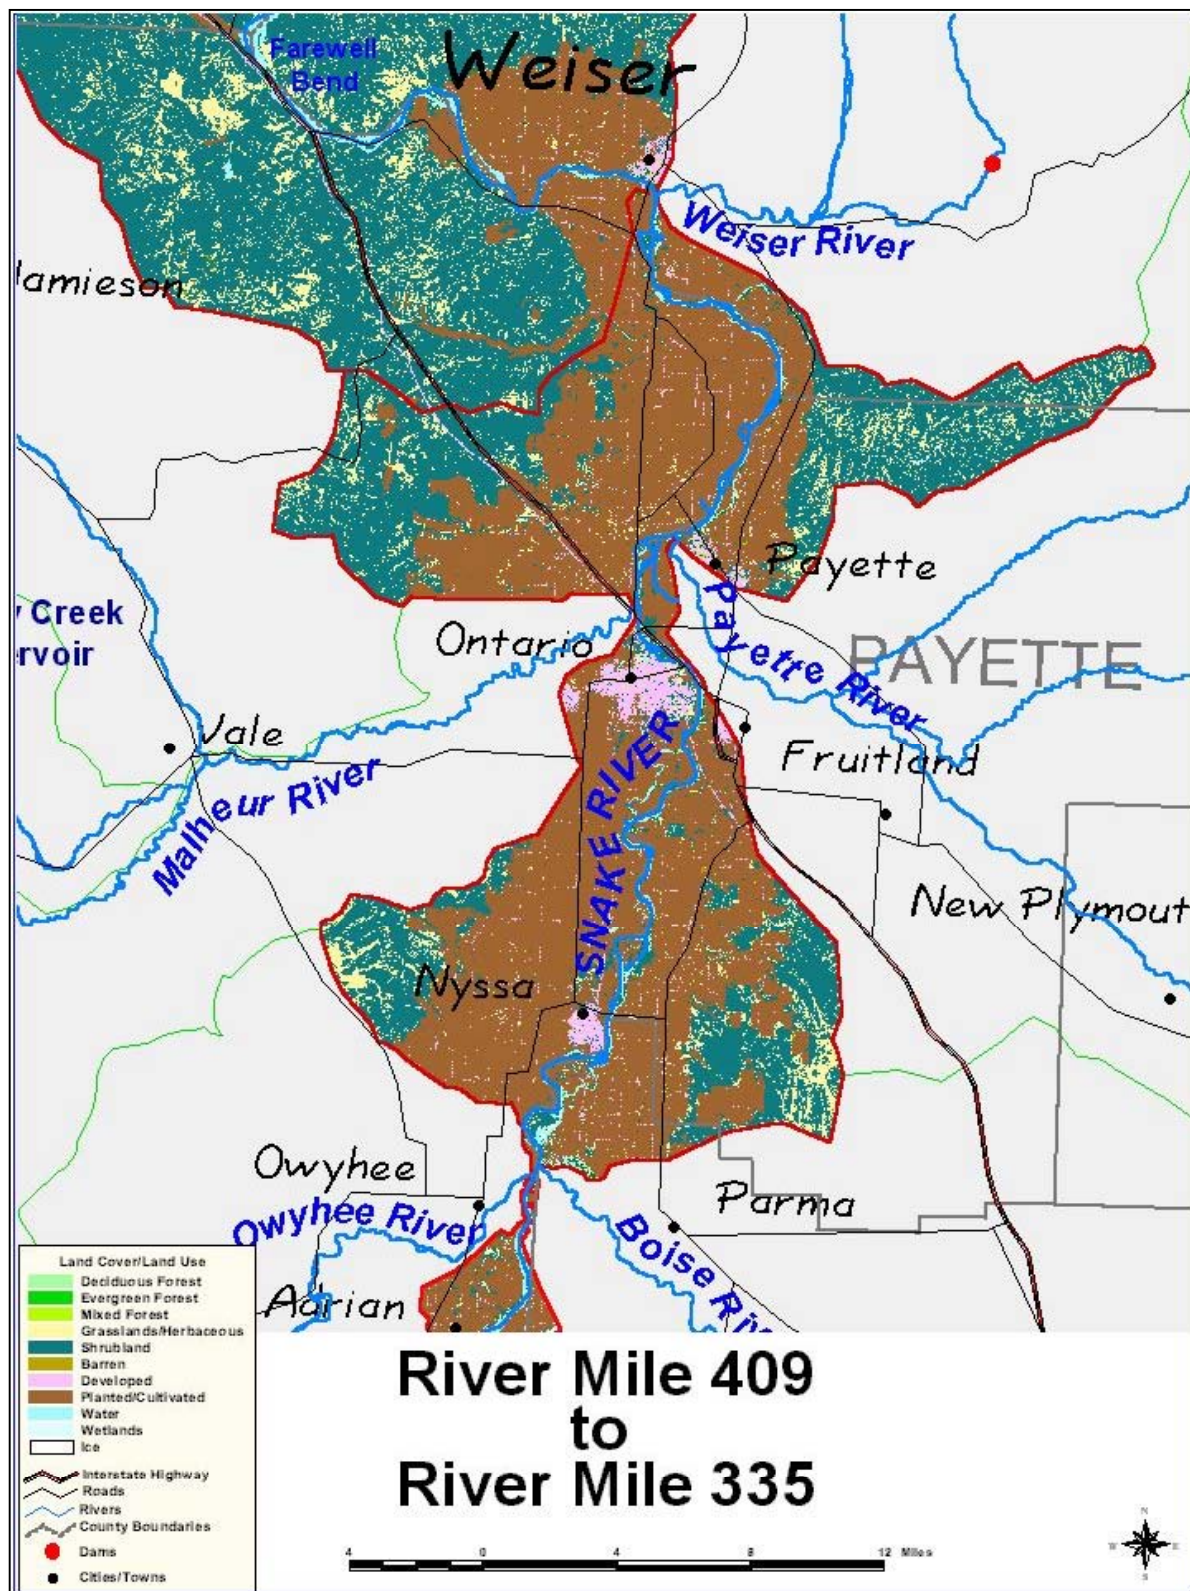 Farewell
Bend
Weiser
Weiser River
Jamieson
Payette
Creek
rvoir
Ontario
Payette River
PAYETTE
Vale
Fruitland
Malheur River
SNAKE RIVER
New Plymout
Nyssa
Owyhee
Parma
Owyhee River
Boise Riv
Adrian
Land Cover/Land Use
Deciduous Forest
Evergreen Forest
Mixed Forest
Grasslands/Herbaceous
Shrubland
Barren
Developed
Planted/Cultivated
Water
Wetlands
Ice
Interstate Highway
Roads
Rivers
County Boundaries
Dams
Cities/Towns
River Mile 409
to
River Mile 335
4 0 4 8 12 Miles
N
W E
S